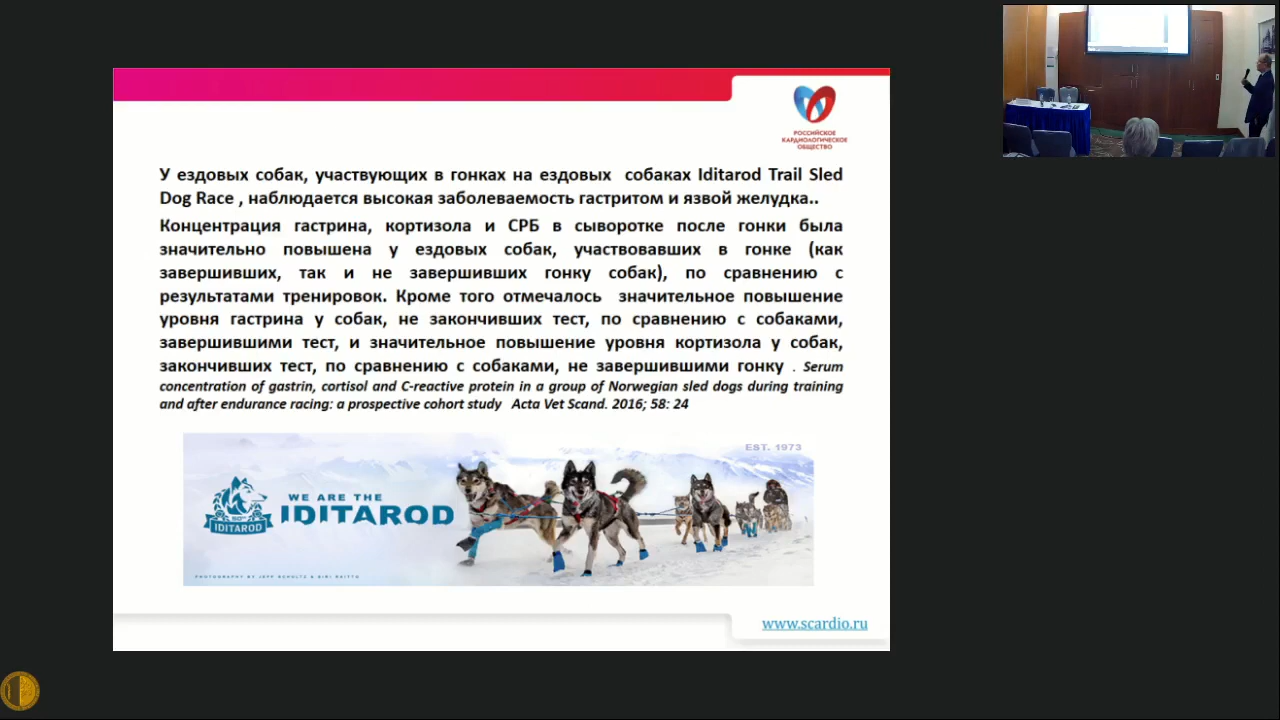 РОССИЙСКОЕ
КАРДИОЛОГИЧЕСКОЕ
ОБЩЕСТВО
У ездовых собак, участвующих в гонках на ездовых собаках Iditarod Trail Sled
Dog Race , наблюдается высокая заболеваемость гастритом и язвой желудка..
Концентрация гастрина, кортизола и СРБ в сыворотке после гонки была
значительно повышена у ездовых собак, участвовавших в гонке (как
завершивших, так и не завершивших гонку собак), по сравнению с
результатами тренировок. Кроме того отмечалось значительное повышение
уровня гастрина у собак, не закончивших тест, по сравнению с собаками,
завершившими тест, и значительное повышение уровня кортизола у собак,
закончивших тест, по сравнению с собаками, не завершившими гонку . Serum
concentration of gastrin, cortisol and C-reactive protein in a group of Norwegian sled dogs during training
and after endurance racing: a prospective cohort study Acta Vet Scand. 2016; 58: 24
EST. 1973
WE ARE THE
IDITAROD
IDITAROD
PHOTOGRAPHY BY JEFF SCHULTZ &
www.scardio.ru